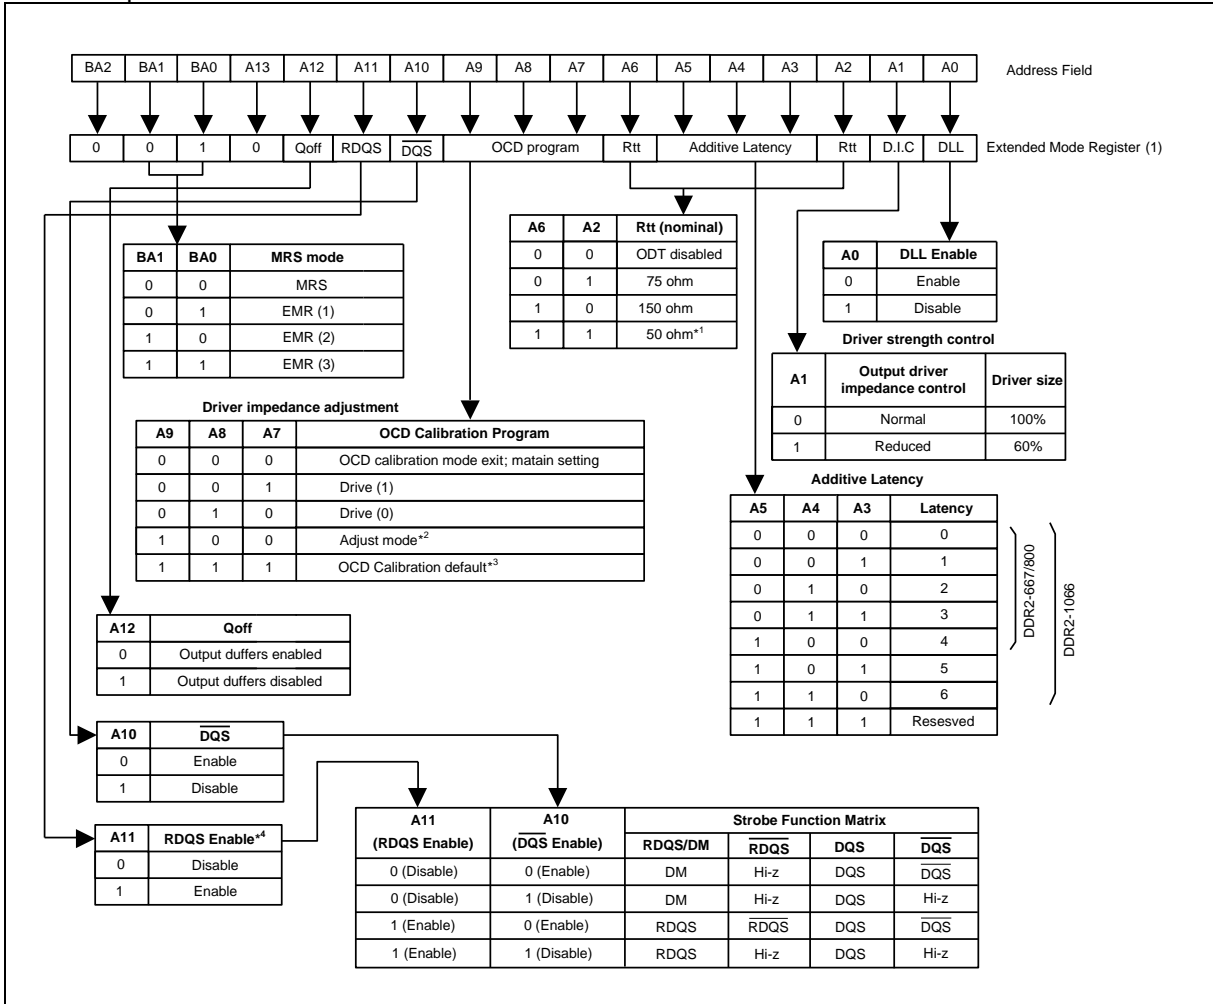 BA2 BA1 BA0 A13 A12 A11 A10 A9 A8 A7 A6 A5 A4 A3 A2 A1 A0 Address Field
0 0 1 0 Qoff RDQS DQS OCD program Rtt Additive Latency Rtt D.I.C DLL Extended Mode Register (1)
BA1 BA0 MRS mode
0 0 MRS
0 1 EMR (1)
1 0 EMR (2)
1 1 EMR (3)
A6 A2 Rtt (nominal)
0 0 ODT disabled
0 1 75 ohm
1 0 150 ohm
1 1 50 ohm*1
A0 DLL Enable
0 Enable
1 Disable
Driver strength control
A1 Output driver impedance control Driver size
0 Normal 100%
1 Reduced 60%
Driver impedance adjustment
A9 A8 A7 OCD Calibration Program
0 0 0 OCD calibration mode exit; matain setting
0 0 1 Drive (1)
0 1 0 Drive (0)
1 0 0 Adjust mode*2
1 1 1 OCD Calibration default*3
Additive Latency
A5 A4 A3 Latency
0 0 0 0
0 0 1 1
0 1 0 2
0 1 1 3
1 0 0 4
1 0 1 5
1 1 0 6
1 1 1 Resesved
DDR2-667/800
DDR2-1066
A12 Qoff
0 Output duffers enabled
1 Output duffers disabled
A10 DQS
0 Enable
1 Disable
A11 RDQS Enable*4
0 Disable
1 Enable
A11 (RDQS Enable) A10 (DQS Enable) Strobe Function Matrix
RDQS/DM RDQS DQS DQS
0 (Disable) 0 (Enable) DM Hi-z DQS DQS
0 (Disable) 1 (Disable) DM Hi-z DQS Hi-z
1 (Enable) 0 (Enable) RDQS RDQS DQS DQS
1 (Enable) 1 (Disable) RDQS Hi-z DQS Hi-z